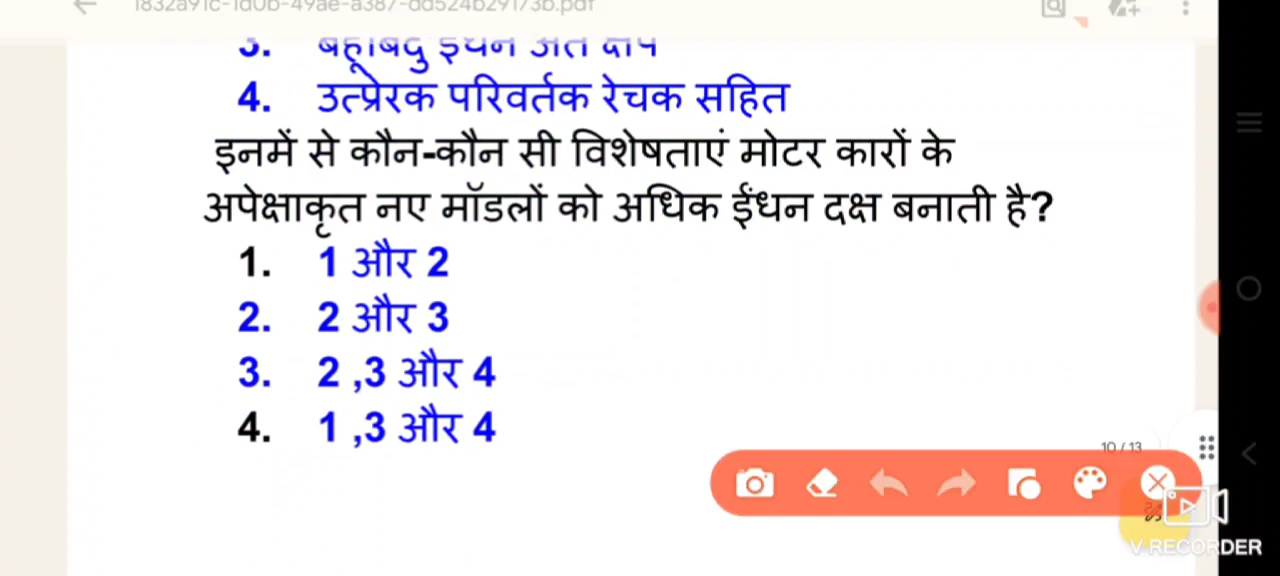 4. उत्प्रेरक परिवर्तक रेचक सहित
इनमें से कौन-कौन सी विशेषताएं मोटर कारों के
अपेक्षाकृत नए मॉडलों को अधिक ईंधन दक्ष बनाती है?
1. 1 और 2
2. 2 और 3
3. 2 ,3 और 4
4. 1 ,3 और 4
10 / 13
V RECORDER